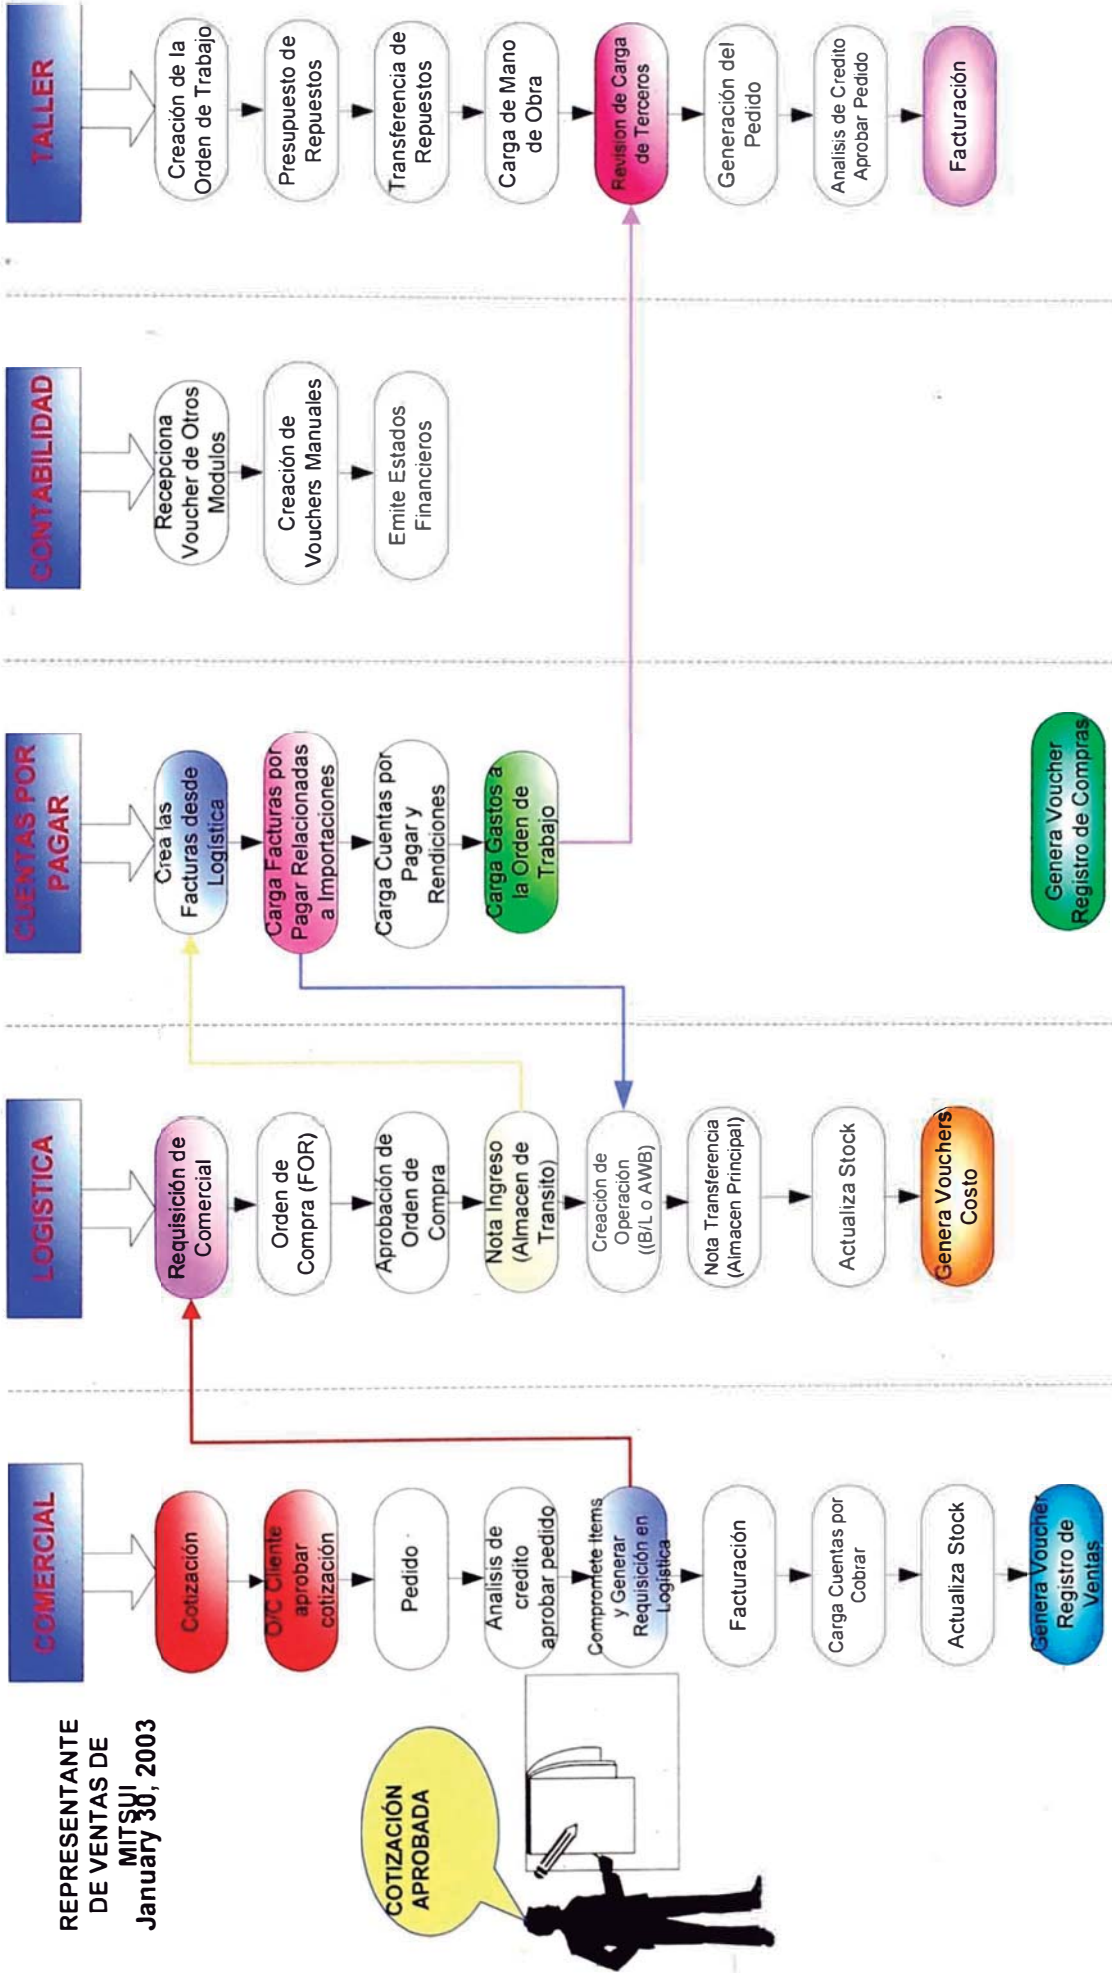 REPRESENTANTE
DE VENTAS DE
MITSUI
January 30, 2003
COTIZACIÓN
APROBADA
COMERCIAL
Cotización
O/C Cliente
aprobar
cotización
Pedido
Analisis de
credito
aprobar pedido
Compromete Items
y Generar
Requisición en
Logística
Facturación
Carga Cuentas por
Cobrar
Actualiza Stock
Genera Voucher
Registro de
Ventas
LOGISTICA
Requisición de
Comercial
Orden de
Compra (FOR)
Aprobación de
Orden de
Compra
Nota Ingreso
(Almacen de
Transito)
Creación de
Operación
((B/L o AWB)
Nota Transferencia
(Almacen Principal)
Actualiza Stock
Genera Vouchers
Costo
CUENTAS POR
PAGAR
Crea las
Facturas desde
Logística
Carga Facturas por
Pagar Relacionadas
a Importaciones
Carga Cuentas por
Pagar y
Rendiciones
Carga Gastos a
la Orden de
Trabajo
Genera Voucher
Registro de Compras
CONTABILIDAD
Recepciona
Voucher de Otros
Modulos
Creación de
Vouchers Manuales
Emite Estados
Financieros
TALLER
Creación de la
Orden de Trabajo
Presupuesto de
Repuestos
Transferencia de
Repuestos
Carga de Mano
de Obra
Revision de Carga
de Terceros
Generación del
Pedido
Analisis de Credito
Aprobar Pedido
Facturación